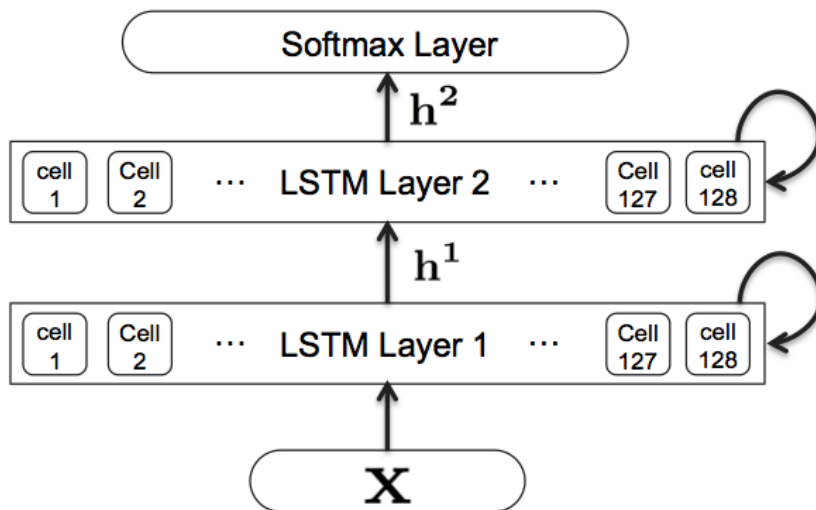 Softmax Layer
h²
cell 1 Cell 2 ... LSTM Layer 2 ... Cell 127 cell 128
h¹
cell 1 Cell 2 ... LSTM Layer 1 ... Cell 127 cell 128
x